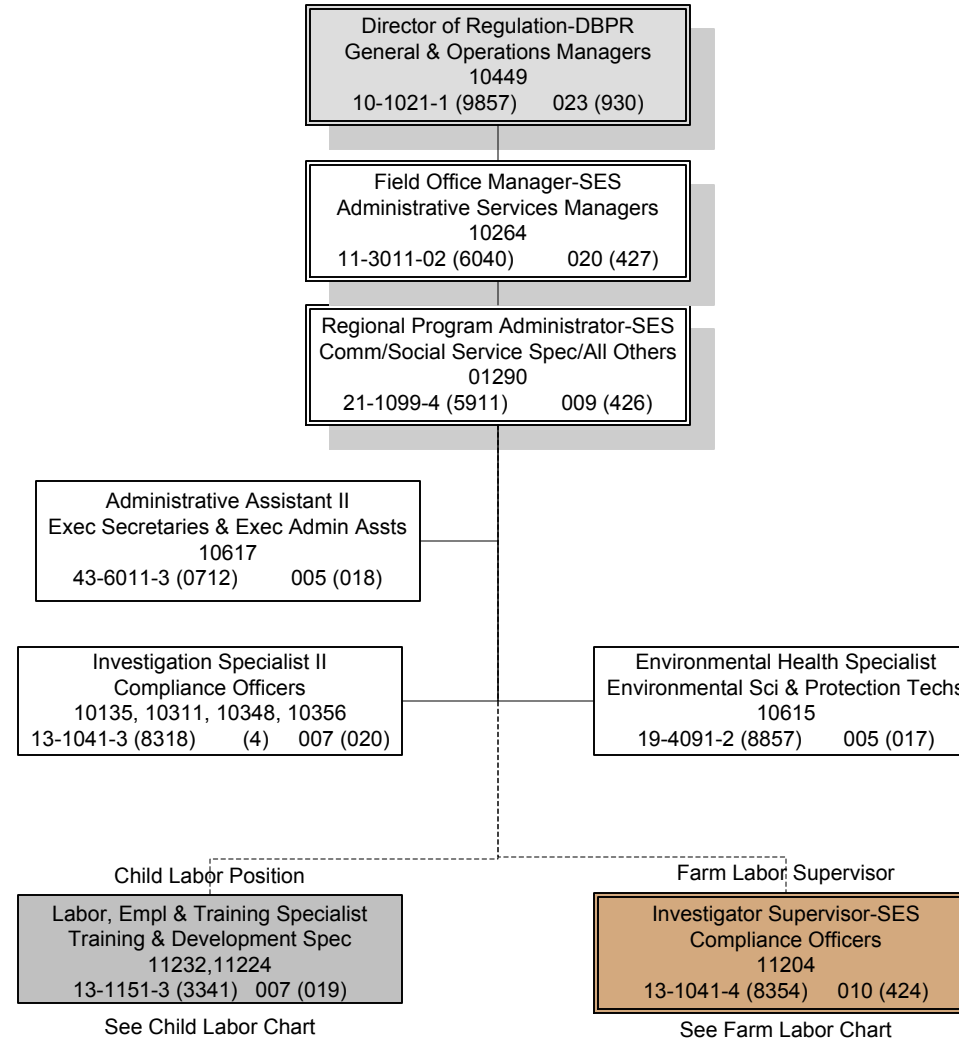 Director of Regulation-DBPR
General & Operations Managers
10449
10-1021-1 (9857) 023 (930)
Field Office Manager-SES
Administrative Services Managers
10264
11-3011-02 (6040) 020 (427)
Regional Program Administrator-SES
Comm/Social Service Spec/All Others
01290
21-1099-4 (5911) 009 (426)
Administrative Assistant II
Exec Secretaries & Exec Admin Assts
10617
43-6011-3 (0712) 005 (018)
Investigation Specialist II
Compliance Officers
10135, 10311, 10348, 10356
13-1041-3 (8318) (4) 007 (020)
Environmental Health Specialist
Environmental Sci & Protection Techs
10615
19-4091-2 (8857) 005 (017)
Child Labor Position
Labor, Empl & Training Specialist
Training & Development Spec
11232,11224
13-1151-3 (3341) 007 (019)
See Child Labor Chart
Farm Labor Supervisor
Investigator Supervisor-SES
Compliance Officers
11204
13-1041-4 (8354) 010 (424)
See Farm Labor Chart